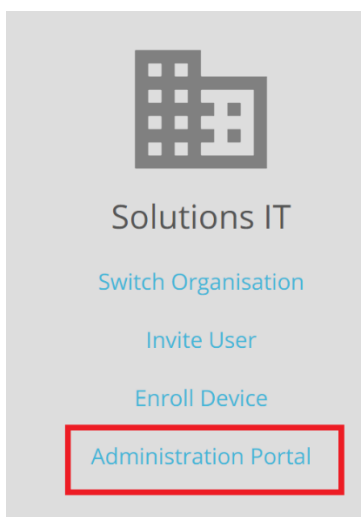 Solutions IT
Switch Organisation
Invite User
Enroll Device
Administration Portal